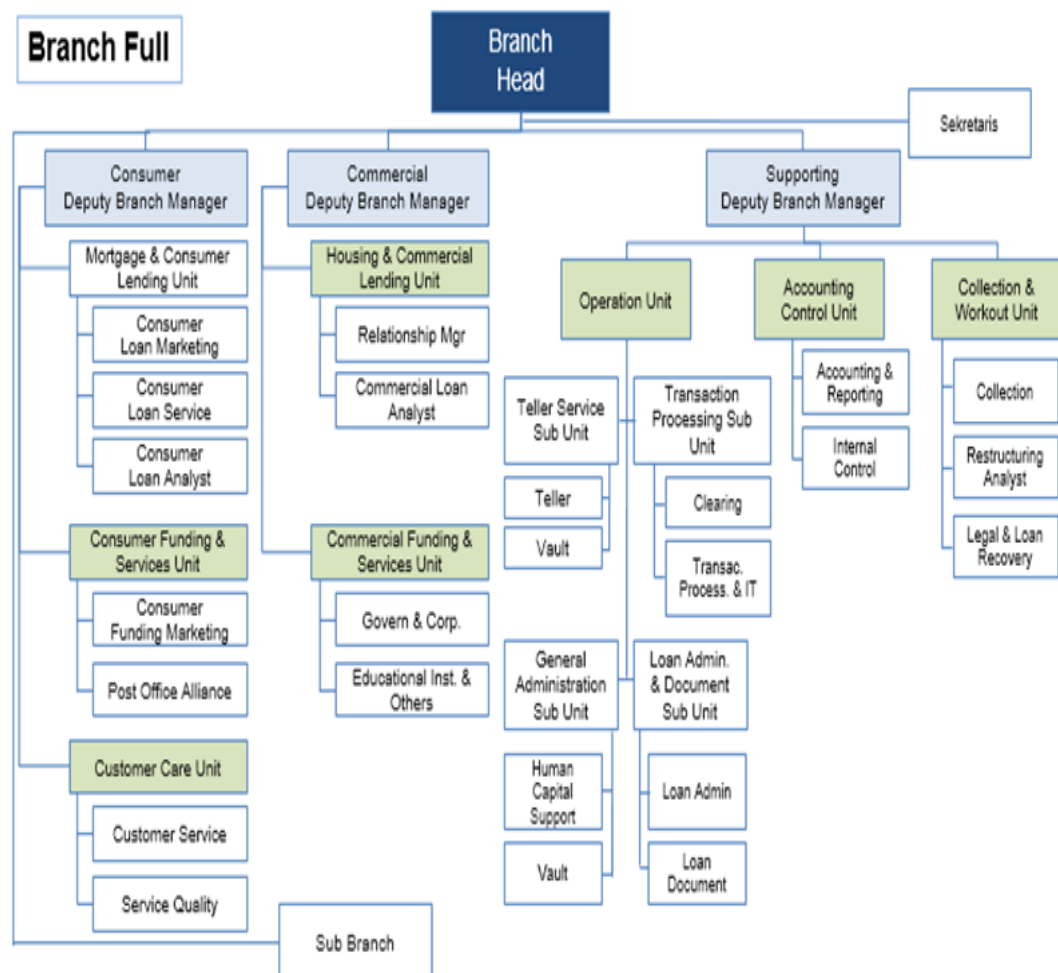 Branch Full
Branch
Head
Sekretaris
Consumer
Deputy Branch Manager
Commercial
Deputy Branch Manager
Supporting
Deputy Branch Manager
Mortgage & Consumer
Lending Unit
Consumer
Loan Marketing
Consumer
Loan Service
Consumer
Loan Analyst
Consumer Funding &
Services Unit
Consumer
Funding Marketing
Post Office Alliance
Customer Care Unit
Customer Service
Service Quality
Housing & Commercial
Lending Unit
Relationship Mgr
Commercial Loan
Analyst
Commercial Funding &
Services Unit
Govern & Corp.
Educational Inst. &
Others
Operation Unit
Teller Service
Sub Unit
Teller
Vault
Transaction
Processing Sub
Unit
Clearing
Transac.
Process. & IT
General
Administration
Sub Unit
Human
Capital
Support
Vault
Loan Admin.
& Document
Sub Unit
Loan Admin
Loan
Document
Accounting
Control Unit
Accounting &
Reporting
Internal
Control
Collection &
Workout Unit
Collection
Restructuring
Analyst
Legal & Loan
Recovery
Sub Branch